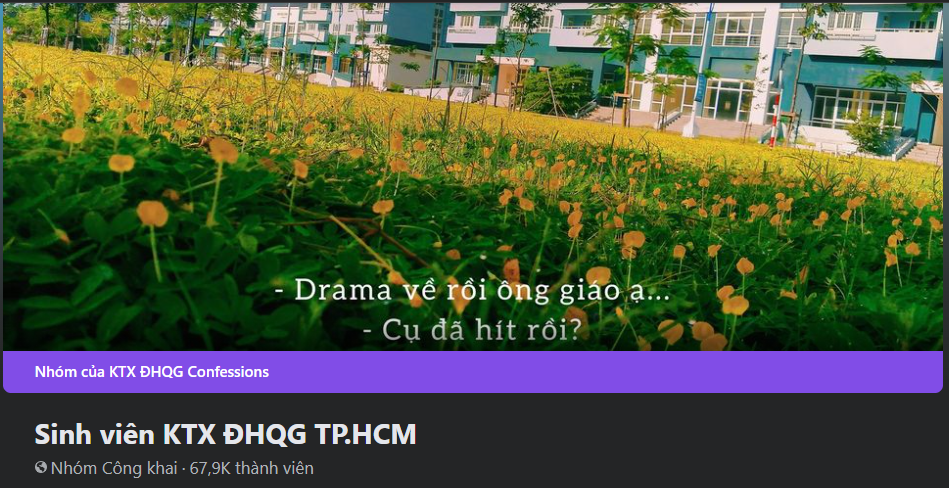 - Drama về rồi ông giáo ạ...
- Cụ đã hít rồi?
Nhóm của KTX ĐHQG Confessions
Sinh viên KTX ĐHQG TP.HCM
Nhóm Công khai · 67,9K thành viên